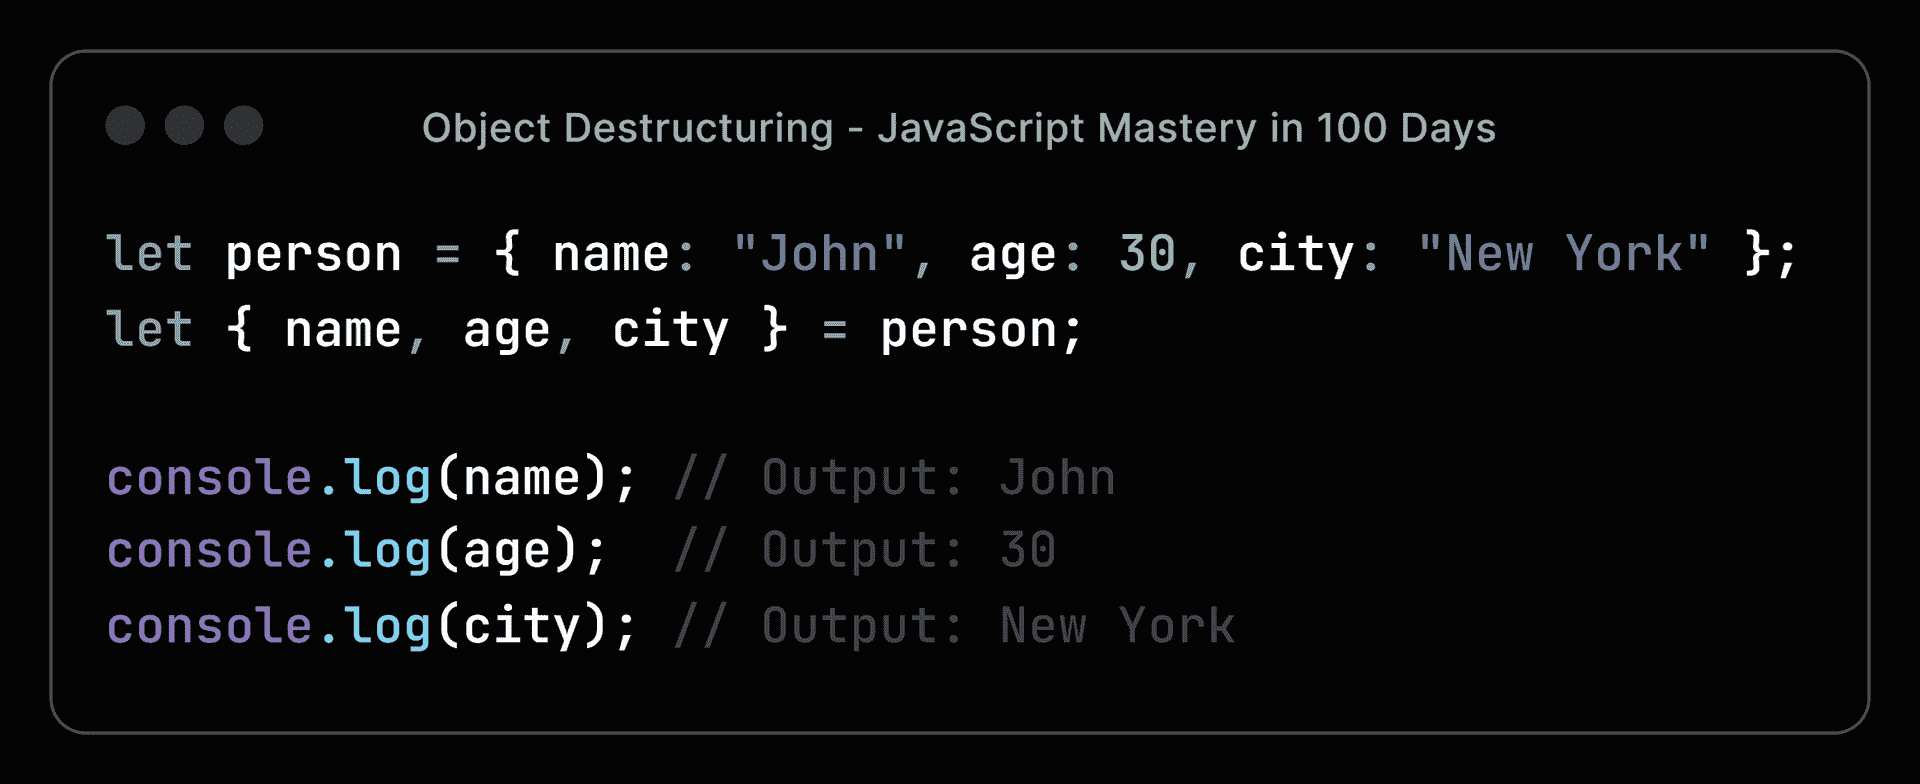 Object Destructuring - JavaScript Mastery in 100 Days
let person = { name: "John", age: 30, city: "New York" };
let { name, age, city } = person;
console.log(name); // Output: John
console.log(age);  // Output: 30
console.log(city); // Output: New York